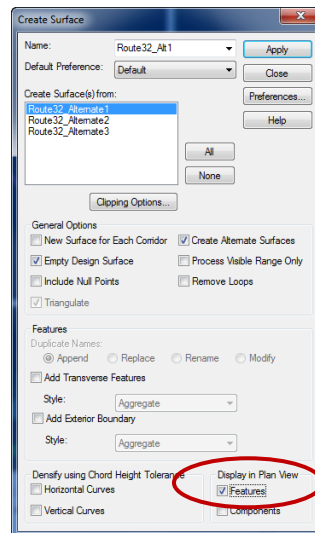 Create Surface
Name: Route32_Alt1 Apply
Default Preference: Default Close
Create Surface(s) from: Preferences...
Route32_Alternate1 Help
Route32_Alternate2
Route32_Alternate3
All
None
Clipping Options...
General Options
New Surface for Each Corridor Create Alternate Surfaces
Empty Design Surface Process Visible Range Only
Include Null Points Remove Loops
Triangulate
Features
Duplicate Names:
Append Replace Rename Modify
Add Transverse Features
Style: Aggregate
Add Exterior Boundary
Style: Aggregate
Densify using Chord Height Tolerance Display in Plan View
Horizontal Curves Features
Vertical Curves Components